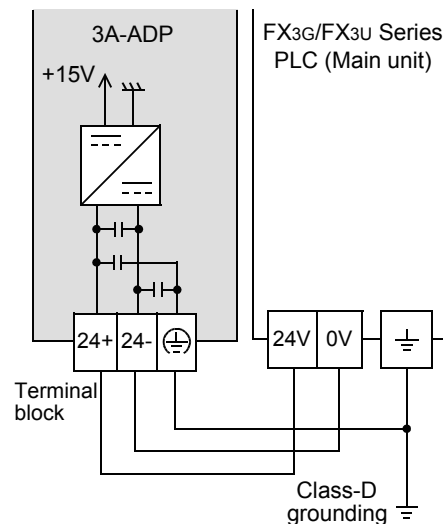 3A-ADP
FX3G/FX3U Series
PLC (Main unit)
+15V
24+ 24-
24V 0V
Terminal
block
Class-D
grounding